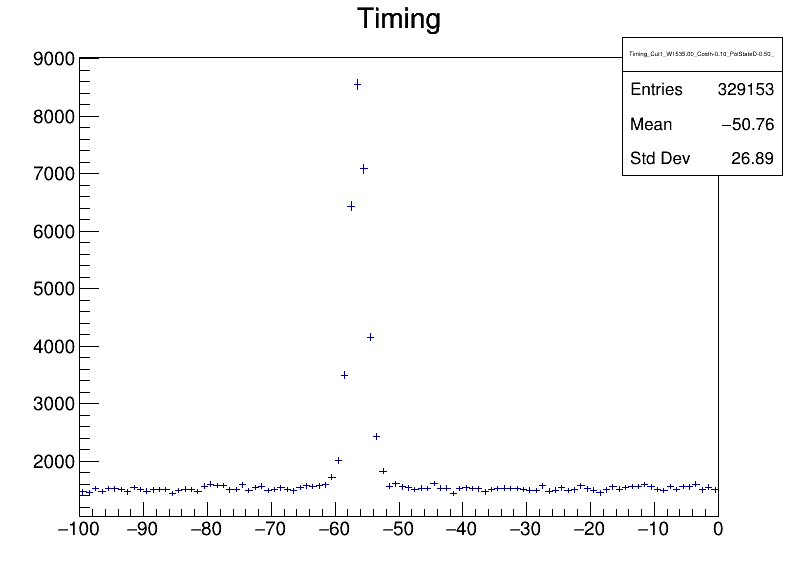 Timing
Timing_Cut1_W1535.00_Costh-0.10_PolStateD-0.50_
Entries 329153
Mean −50.76
Std Dev 26.89
9000
8000
7000
6000
5000
4000
3000
2000
−100 −90 −80 −70 −60 −50 −40 −30 −20 −10 0